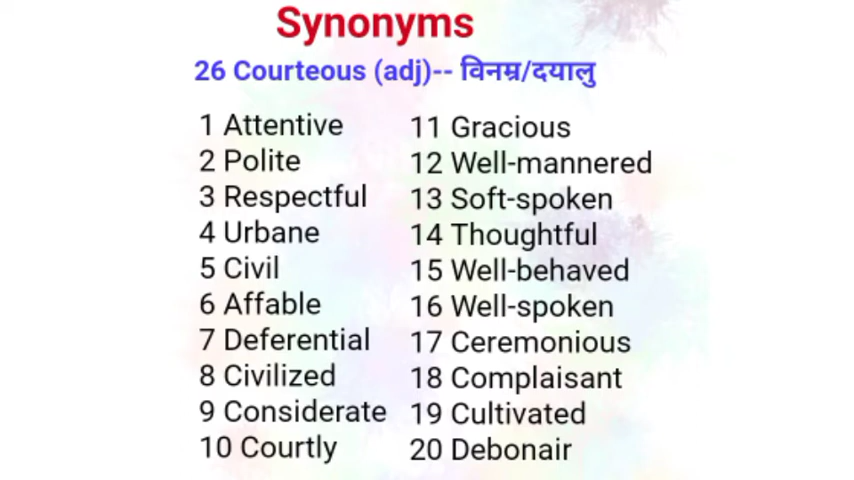 Synonyms
26 Courteous (adj)-- विनम्र/दयालु
1 Attentive
2 Polite
3 Respectful
4 Urbane
5 Civil
6 Affable
7 Deferential
8 Civilized
9 Considerate
10 Courtly
11 Gracious
12 Well-mannered
13 Soft-spoken
14 Thoughtful
15 Well-behaved
16 Well-spoken
17 Ceremonious
18 Complaisant
19 Cultivated
20 Debonair